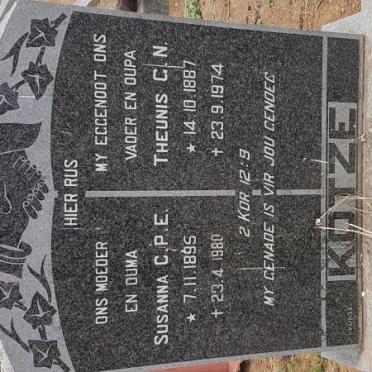 HIER RUS
MY EGGENOOT ONS
VADER EN OUPA
THEUNIS C. N.
★ 14.10.1887
† 23.9.1974
ONS MOEDER
EN OUMA
SUSANNA C. P. E.
★ 7.11.1895
† 23.4.1980
2 KOR 12:9
MY GENADE IS VIR JOU GENOEG
KOTZE